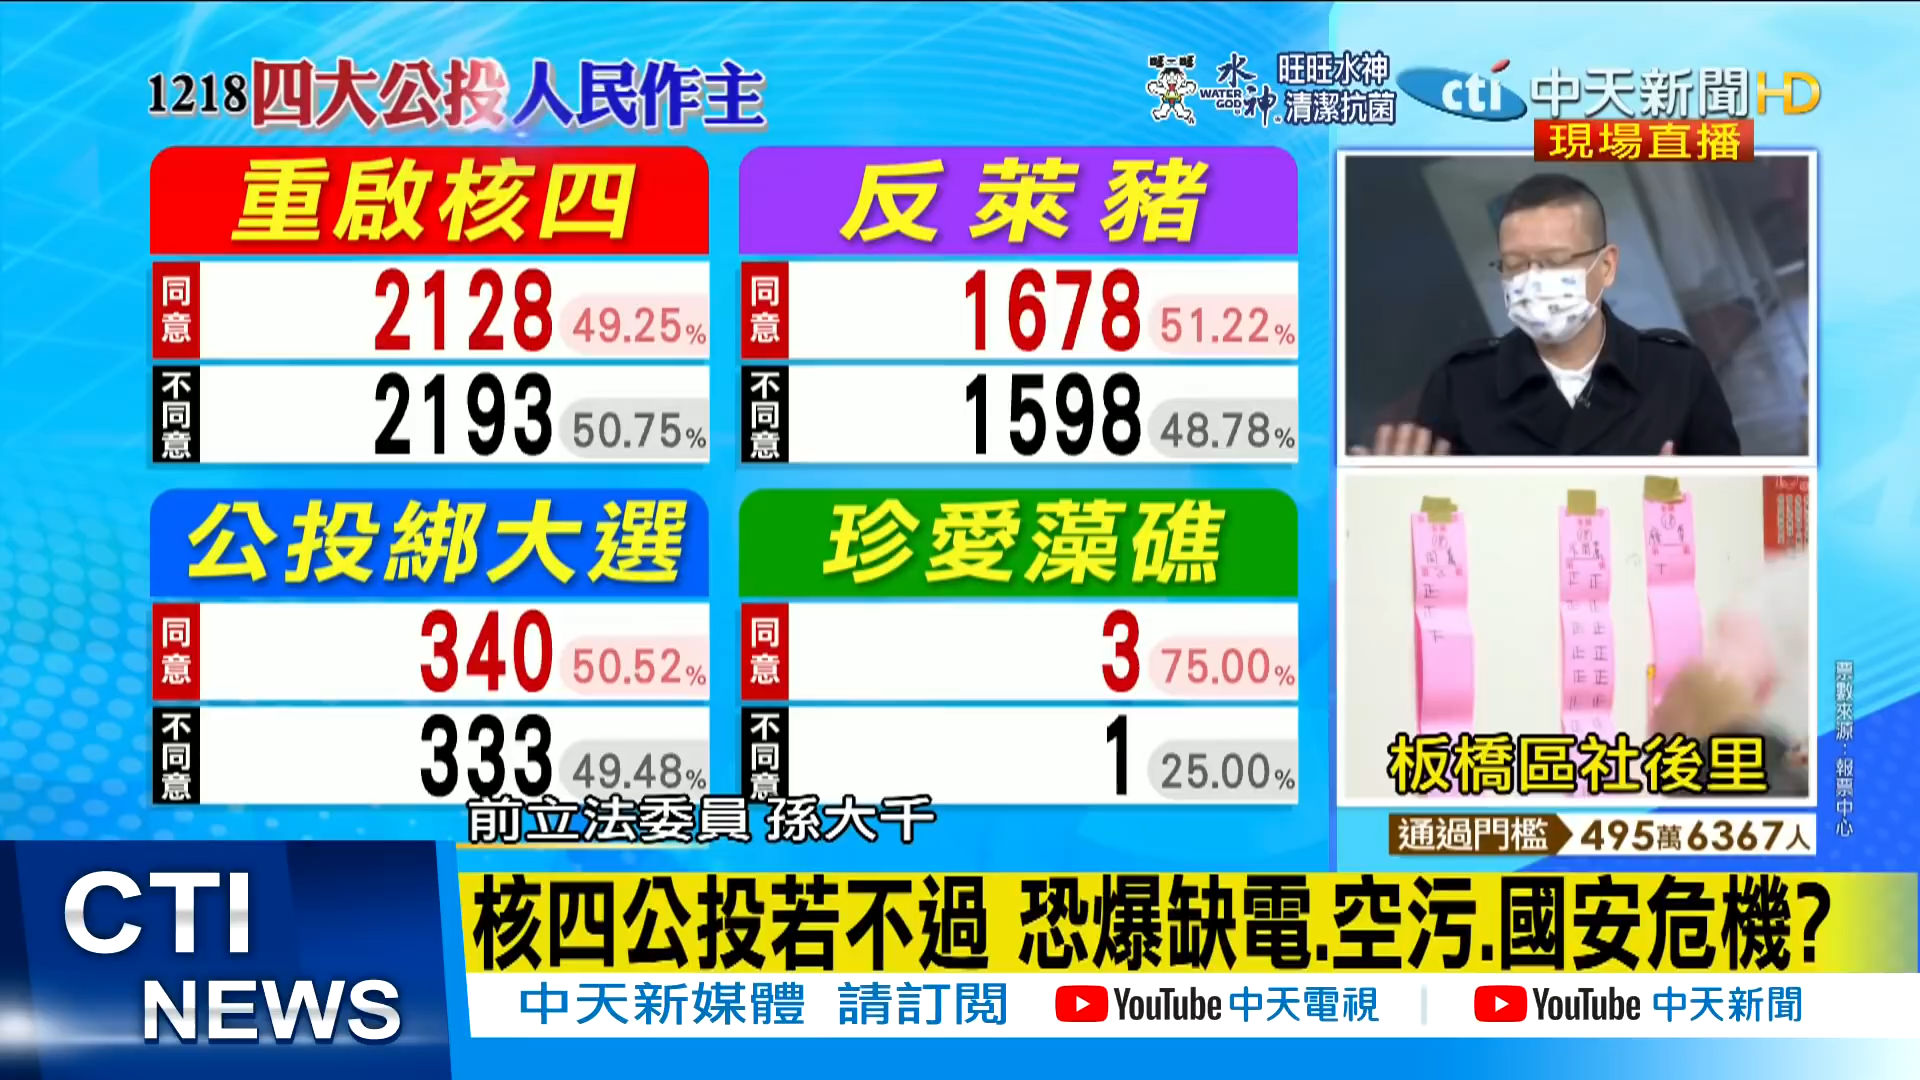 1218四大公投人民作主
旺旺水神
WATER GOD 水神
清潔抗菌
cti 中天新聞HD
現場直播
重啟核四
同意 2128 49.25%
不同意 2193 50.75%
反萊豬
同意 1678 51.22%
不同意 1598 48.78%
公投綁大選
同意 340 50.52%
不同意 333 49.48%
珍愛藻礁
同意 3 75.00%
不同意 1 25.00%
板橋區社後里
票數來源:報票中心
通過門檻 495萬6367人
前立法委員 孫大千
CTI
NEWS
核四公投若不過 恐爆缺電.空污.國安危機?
中天新媒體 請訂閱 YouTube 中天電視 | YouTube 中天新聞